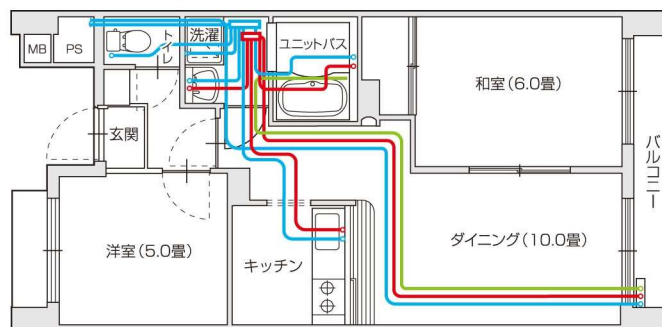 MB
PS
トイレ
洗濯
ユニットバス
和室(6.0畳)
玄関
バルコニー
洋室(5.0畳)
キッチン
ダイニング(10.0畳)